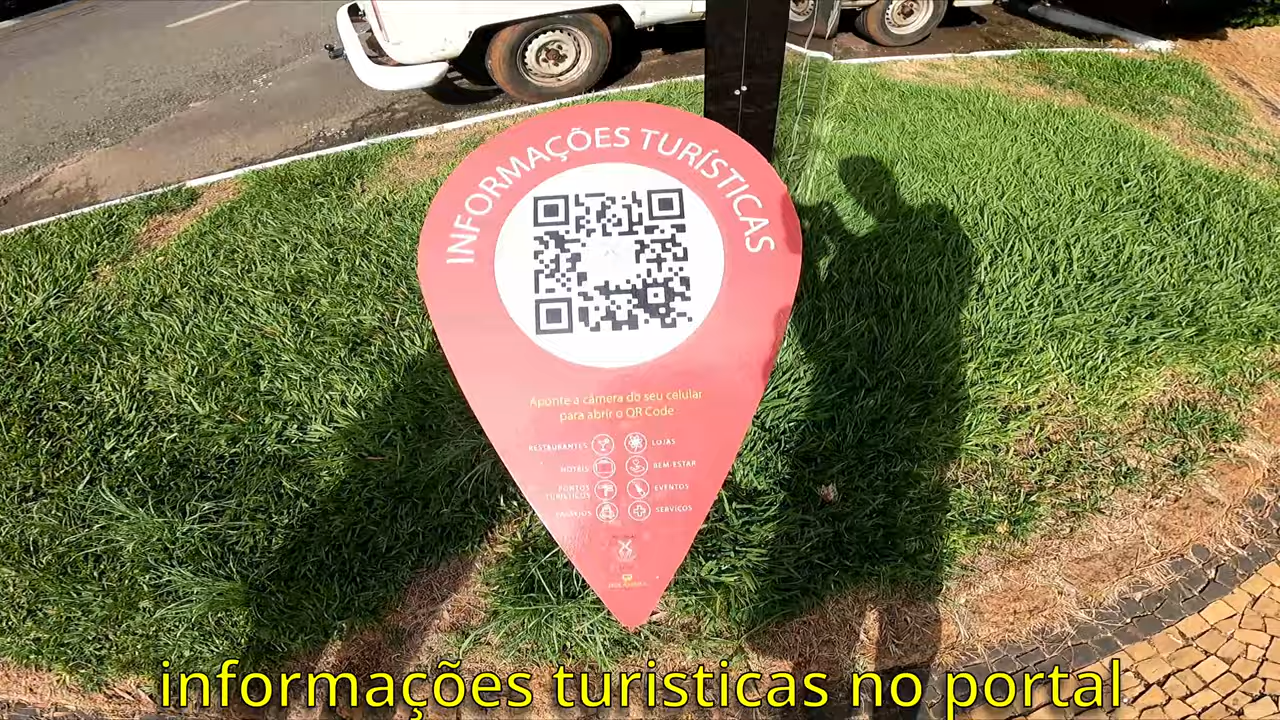 INFORMAÇÕES TURÍSTICAS
Aponte a câmera do seu celular
para abrir o QR Code
RESTAURANTES LOJAS
HOTÉIS BEM-ESTAR
PONTOS
TURÍSTICOS EVENTOS
PASSEIOS SERVIÇOS
informações turisticas no portal